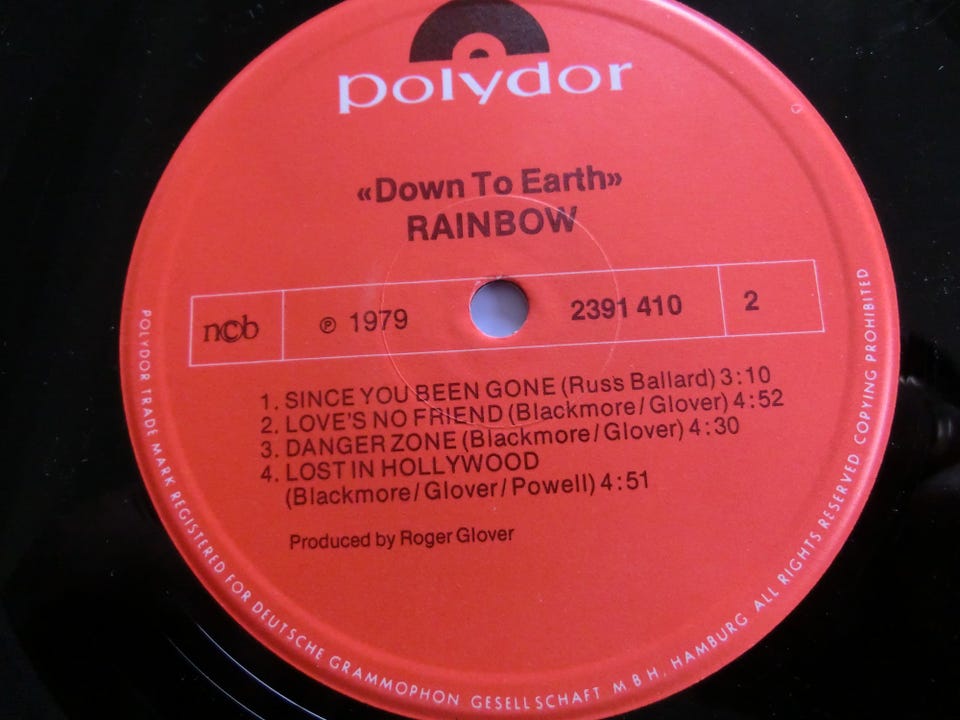 polydor
«Down To Earth»
RAINBOW
ncb ℗ 1979 2391 410 2
1. SINCE YOU BEEN GONE (Russ Ballard) 3:10
2. LOVE'S NO FRIEND (Blackmore/Glover) 4:52
3. DANGER ZONE (Blackmore/Glover) 4:30
4. LOST IN HOLLYWOOD
(Blackmore/Glover/Powell) 4:51
Produced by Roger Glover
POLYDOR TRADE MARK REGISTERED FOR DEUTSCHE GRAMMOPHON GESELLSCHAFT M B H, HAMBURG ALL RIGHTS RESERVED COPYING PROHIBITED